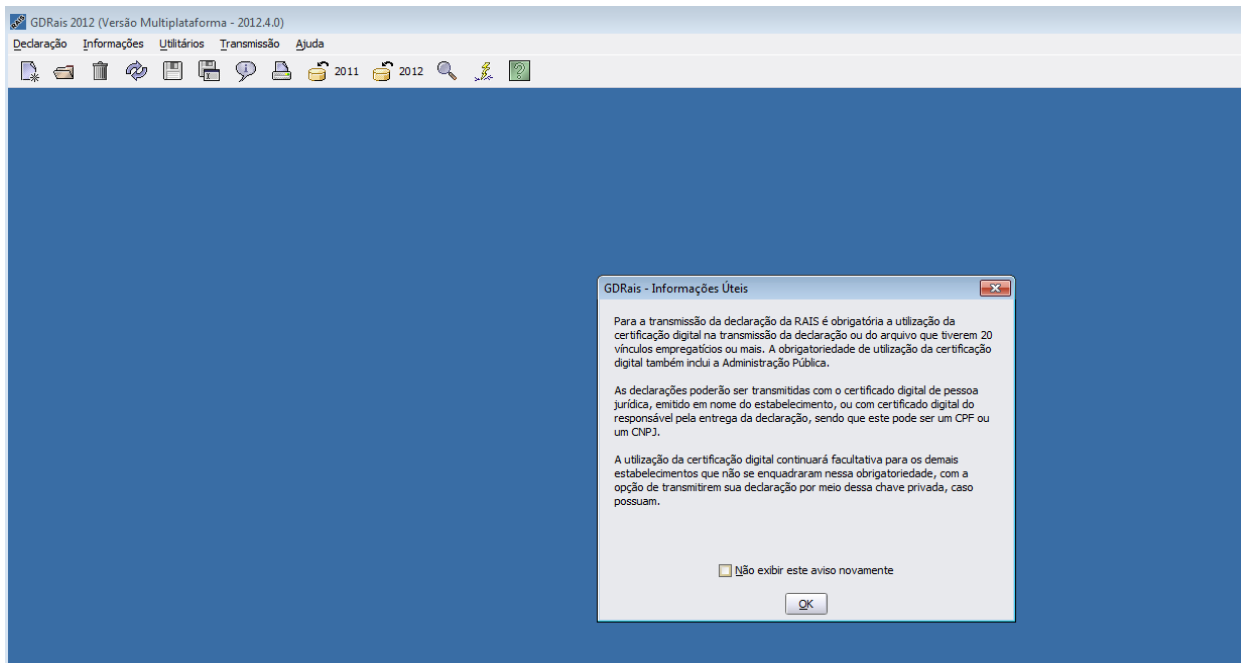 GDRais 2012 (Versão Multiplataforma - 2012.4.0)
Declaração Informações Utilitários Transmissão Ajuda
2011 2012
GDRais - Informações Úteis
Para a transmissão da declaração da RAIS é obrigatória a utilização da
certificação digital na transmissão da declaração ou do arquivo que tiverem 20
vínculos empregatícios ou mais. A obrigatoriedade de utilização da certificação
digital também inclui a Administração Pública.
As declarações poderão ser transmitidas com o certificado digital de pessoa
jurídica, emitido em nome do estabelecimento, ou com certificado digital do
responsável pela entrega da declaração, sendo que este pode ser um CPF ou
um CNPJ.
A utilização da certificação digital continuará facultativa para os demais
estabelecimentos que não se enquadraram nessa obrigatoriedade, com a
opção de transmitirem sua declaração por meio dessa chave privada, caso
possuam.
Não exibir este aviso novamente
OK